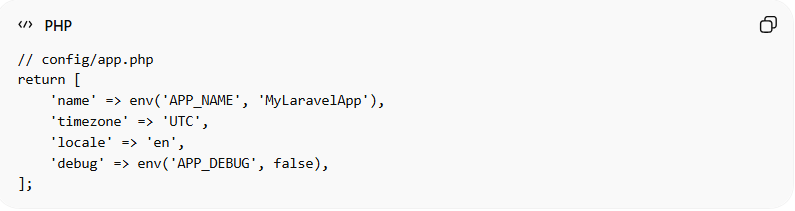 </> PHP
// config/app.php
return [
    'name' => env('APP_NAME', 'MyLaravelApp'),
    'timezone' => 'UTC',
    'locale' => 'en',
    'debug' => env('APP_DEBUG', false),
];